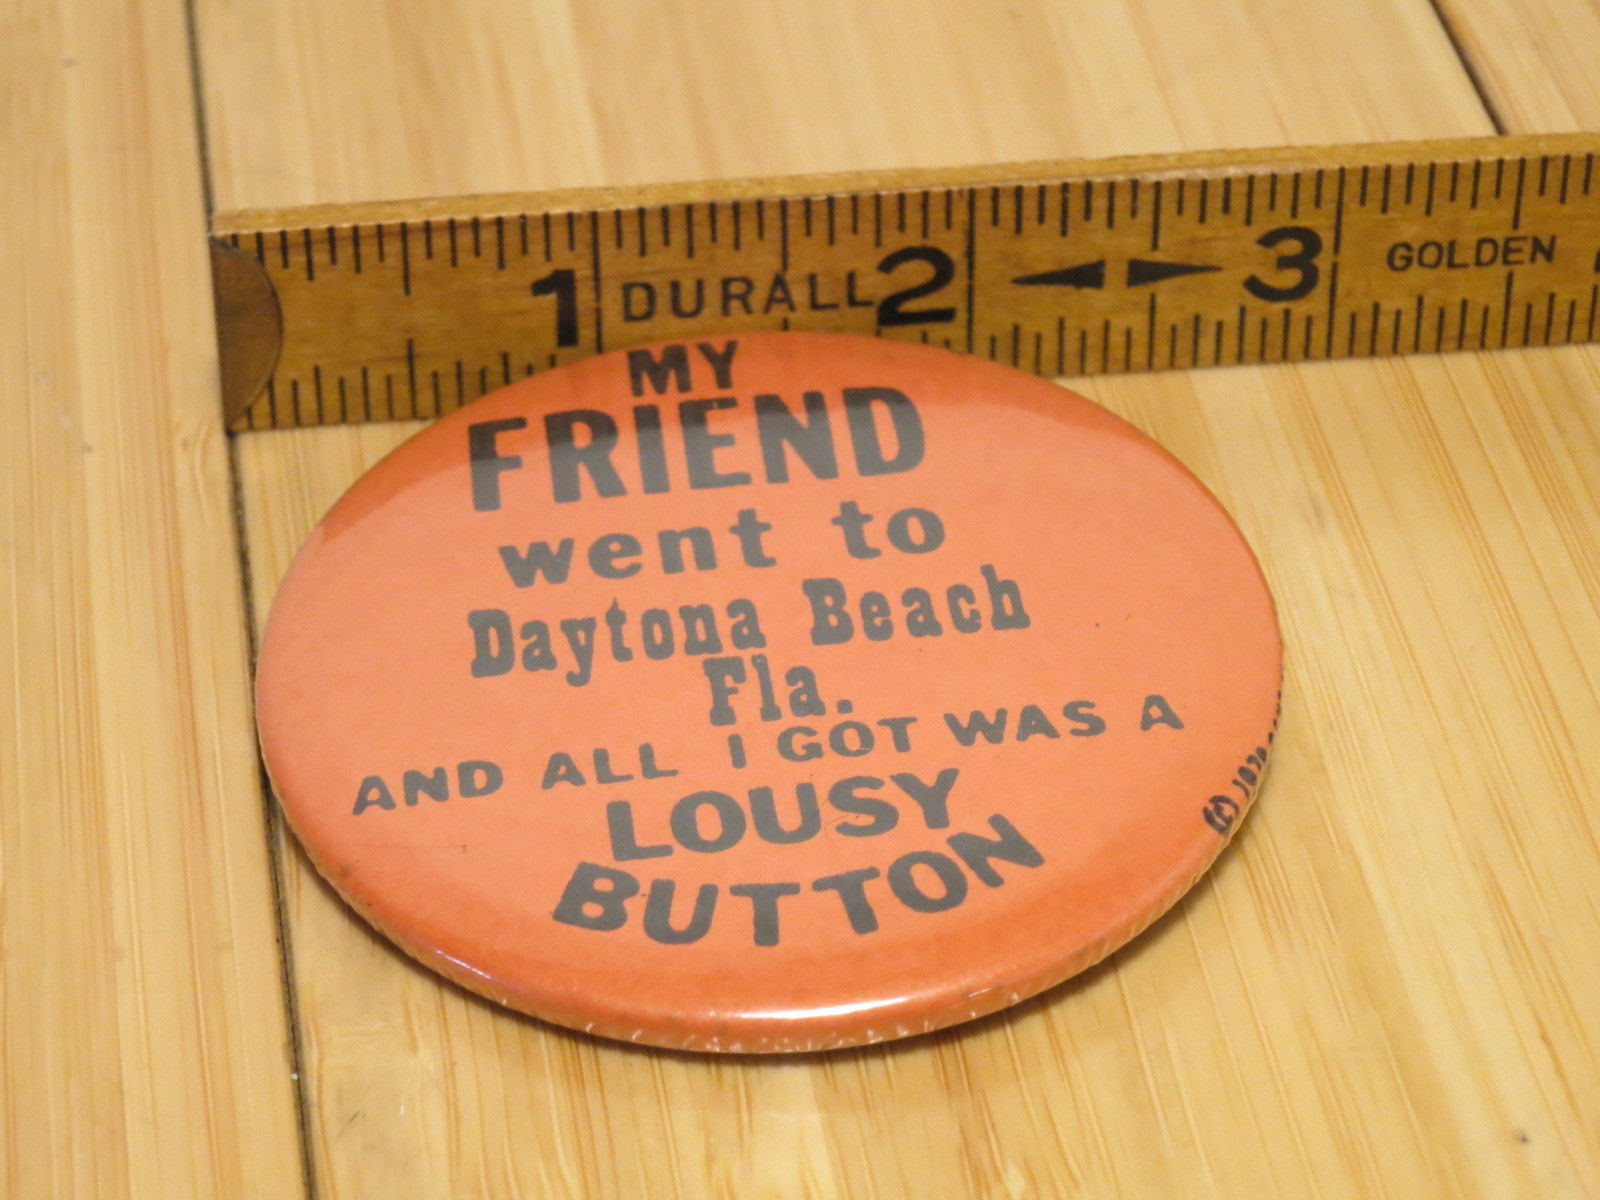 1 DURALL 2 3 GOLDEN
MY
FRIEND
went to
Daytona Beach
Fla.
AND ALL I GOT WAS A
LOUSY
BUTTON
(c)